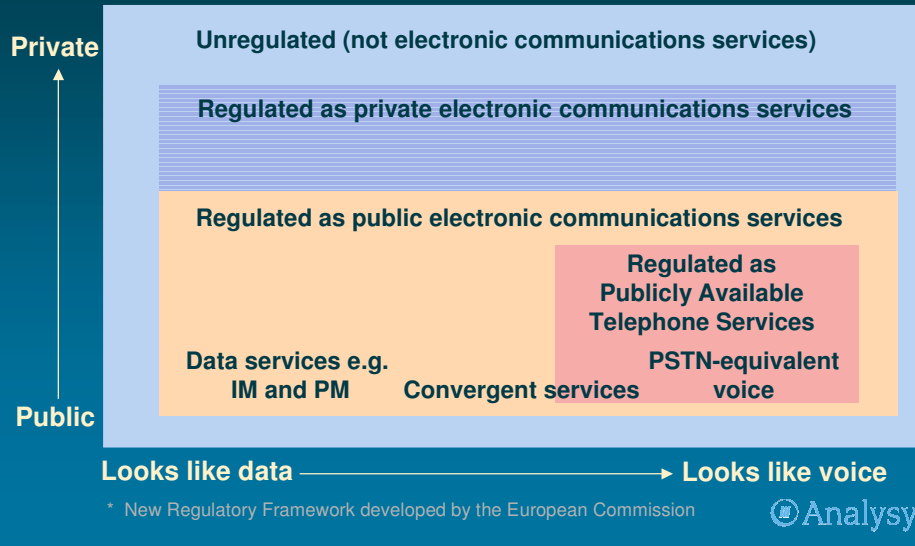 Private
Unregulated (not electronic communications services)
Regulated as private electronic communications services
Regulated as public electronic communications services
Regulated as
Publicly Available
Telephone Services
Data services e.g.
IM and PM
Convergent services
PSTN-equivalent
voice
Public
Looks like data
Looks like voice
* New Regulatory Framework developed by the European Commission
Analysy